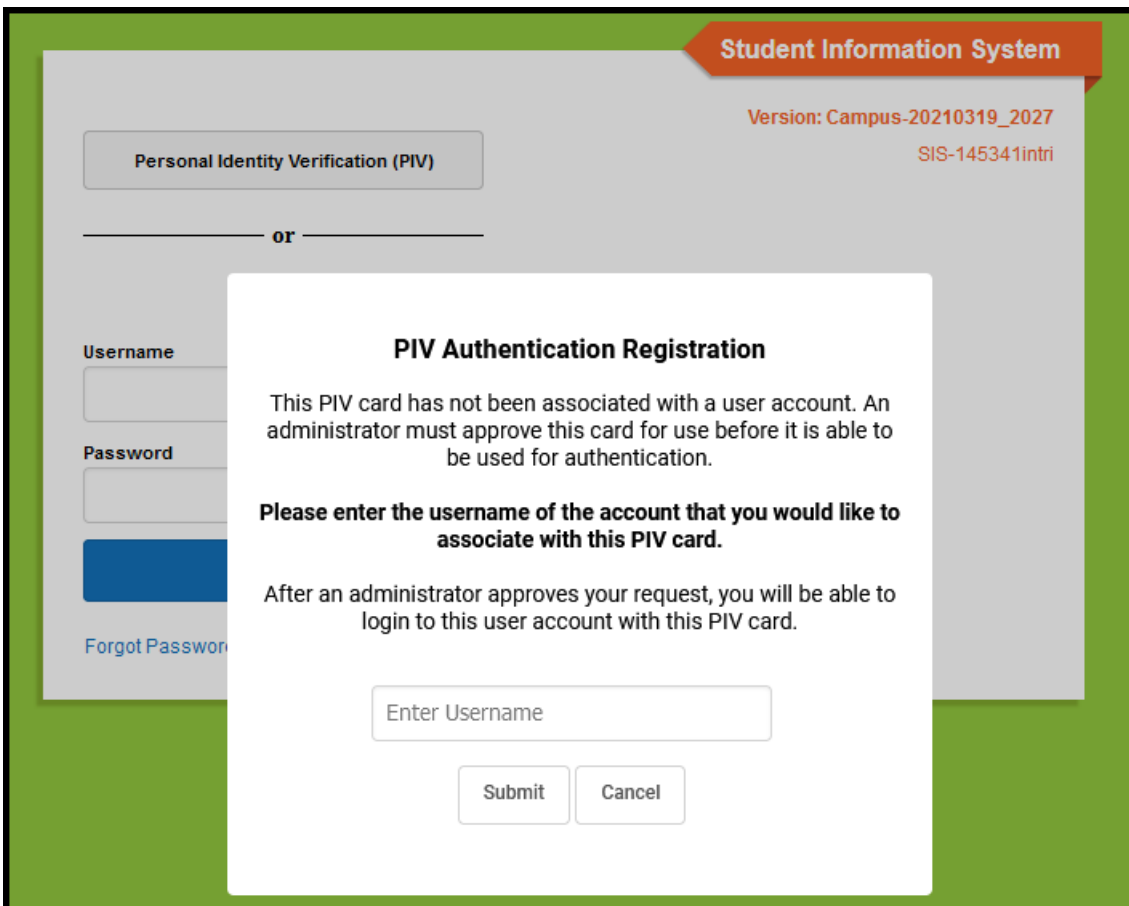 Student Information System
Version: Campus-20210319_2027
SIS-145341intri
Personal Identity Verification (PIV)
or
Username
Password
Forgot Passwor
PIV Authentication Registration
This PIV card has not been associated with a user account. An
administrator must approve this card for use before it is able to
be used for authentication.
Please enter the username of the account that you would like to
associate with this PIV card.
After an administrator approves your request, you will be able to
login to this user account with this PIV card.
Enter Username
Submit
Cancel